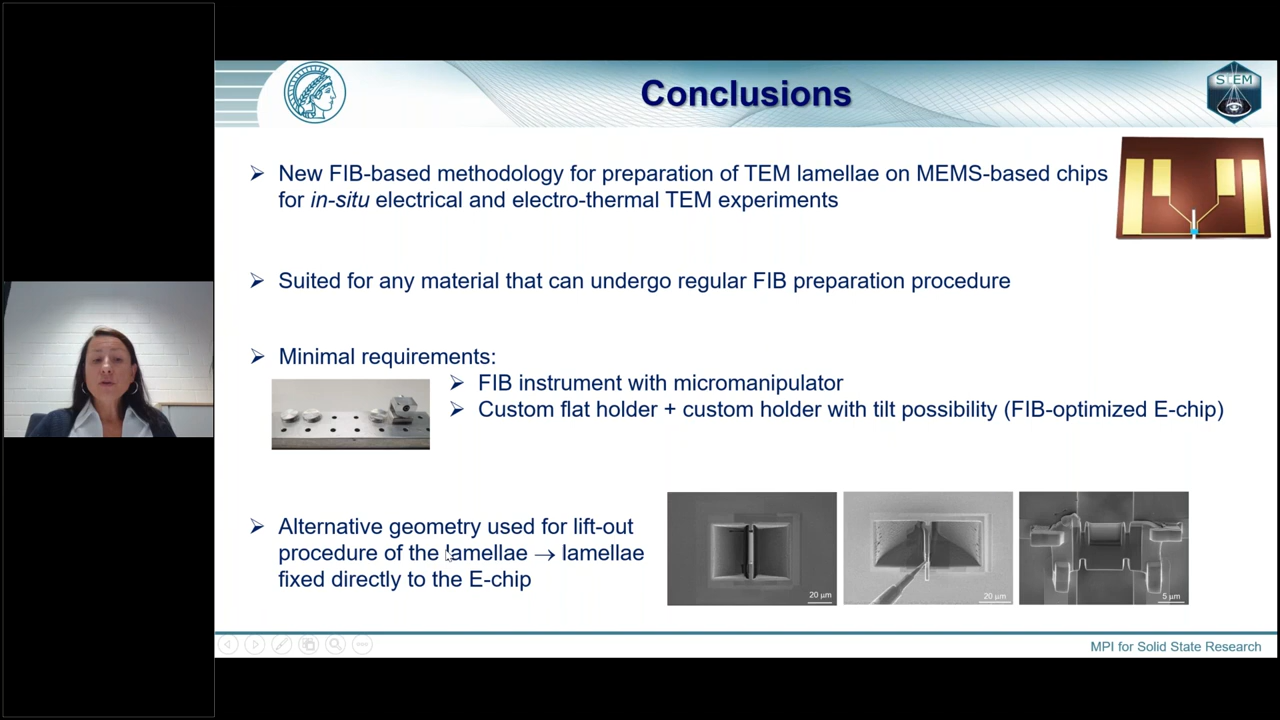 Conclusions
STEM
New FIB-based methodology for preparation of TEM lamellae on MEMS-based chips
for in-situ electrical and electro-thermal TEM experiments
Suited for any material that can undergo regular FIB preparation procedure
Minimal requirements:
FIB instrument with micromanipulator
Custom flat holder + custom holder with tilt possibility (FIB-optimized E-chip)
Alternative geometry used for lift-out
procedure of the lamellae → lamellae
fixed directly to the E-chip
20 µm
20 µm
5 µm
MPI for Solid State Research